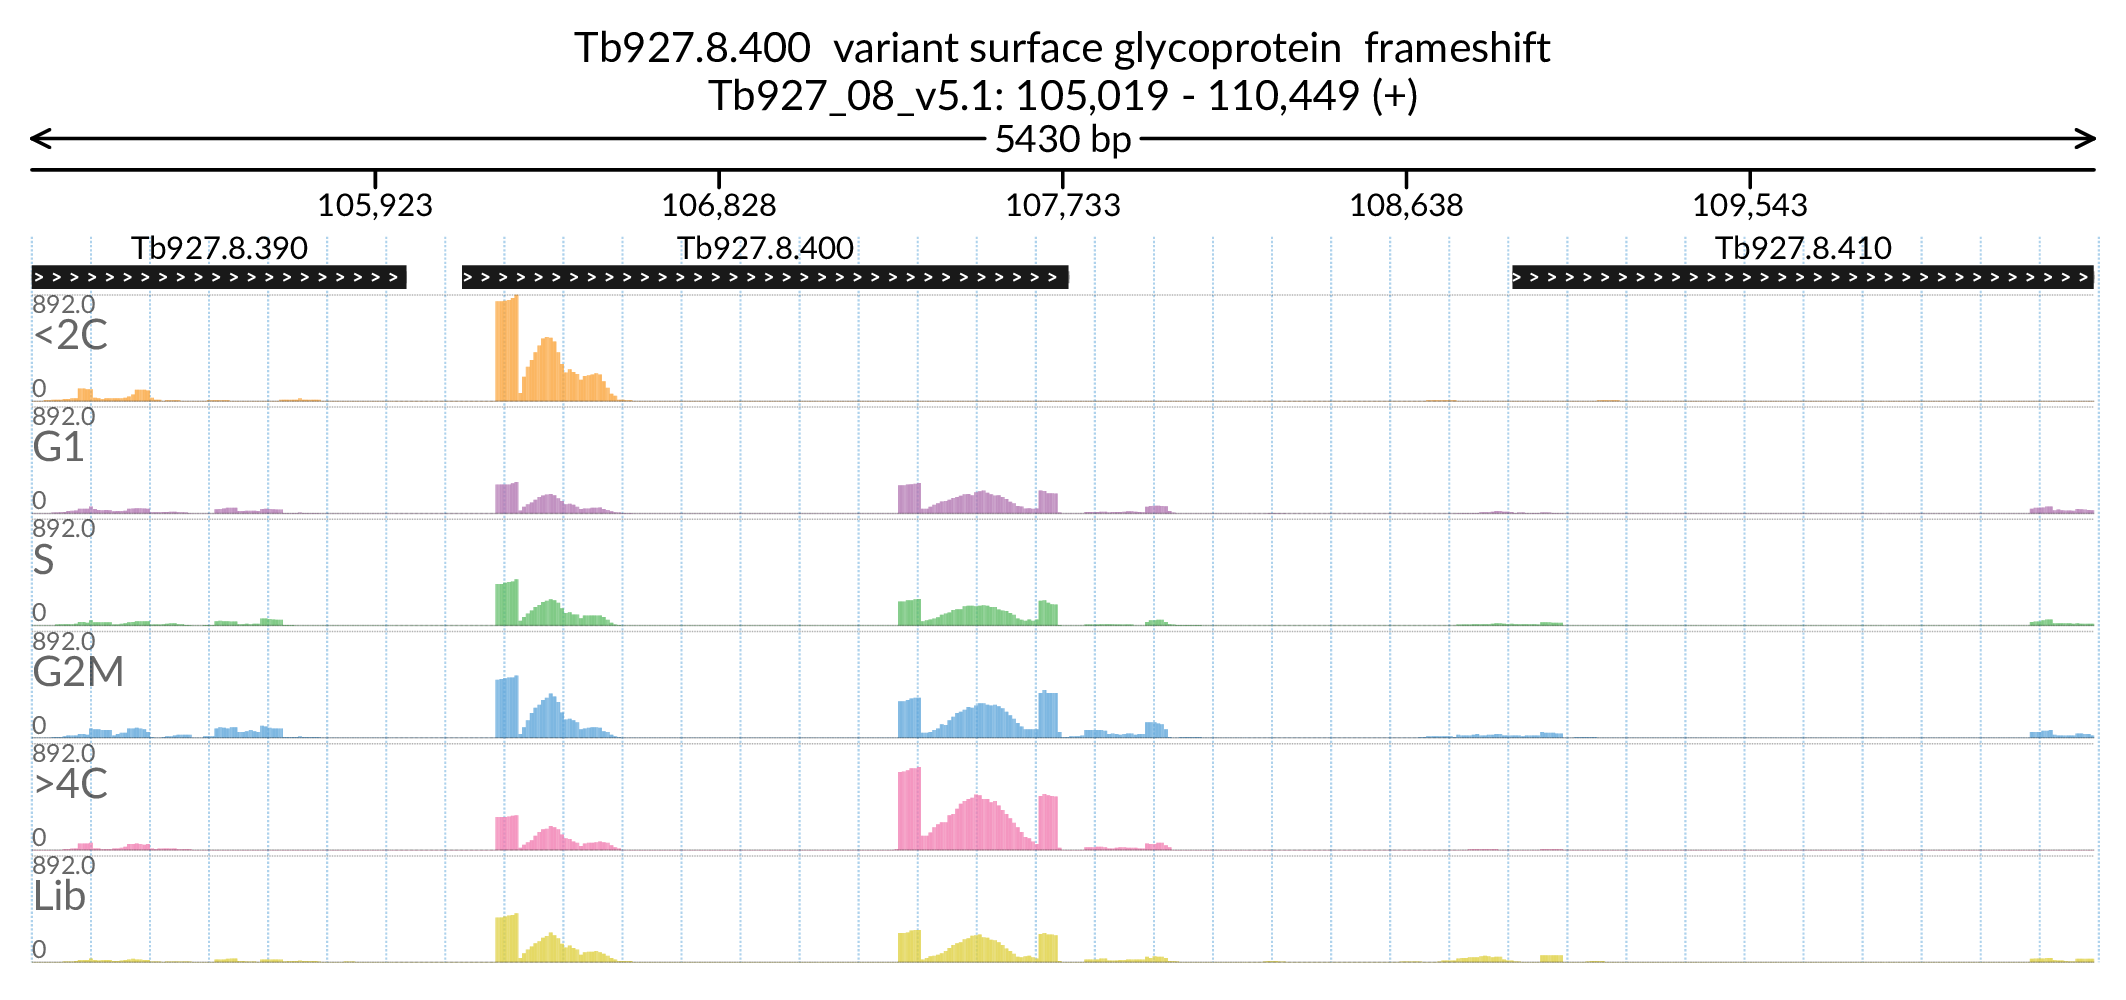 Tb927.8.400 variant surface glycoprotein frameshift
Tb927_08_v5.1: 105,019 - 110,449 (+)
5430 bp
105,923 106,828 107,733 108,638 109,543
Tb927.8.390 Tb927.8.400 Tb927.8.410
892.0
<2C
0
892.0
G1
0
892.0
S
0
892.0
G2M
0
892.0
>4C
0
892.0
Lib
0